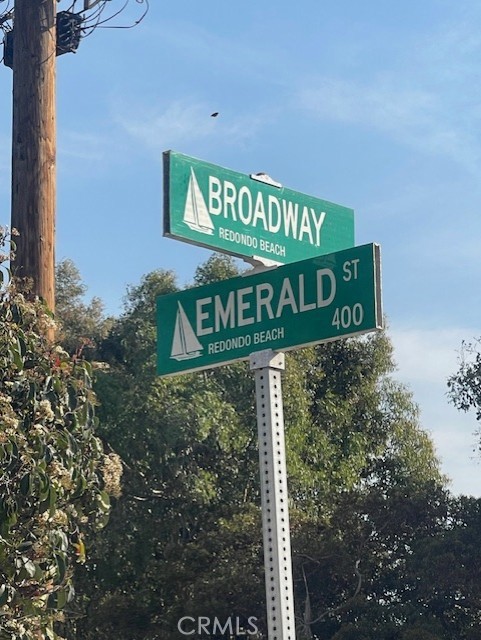 BROADWAY
REDONDO BEACH
EMERALD ST
REDONDO BEACH 400
CRMLS